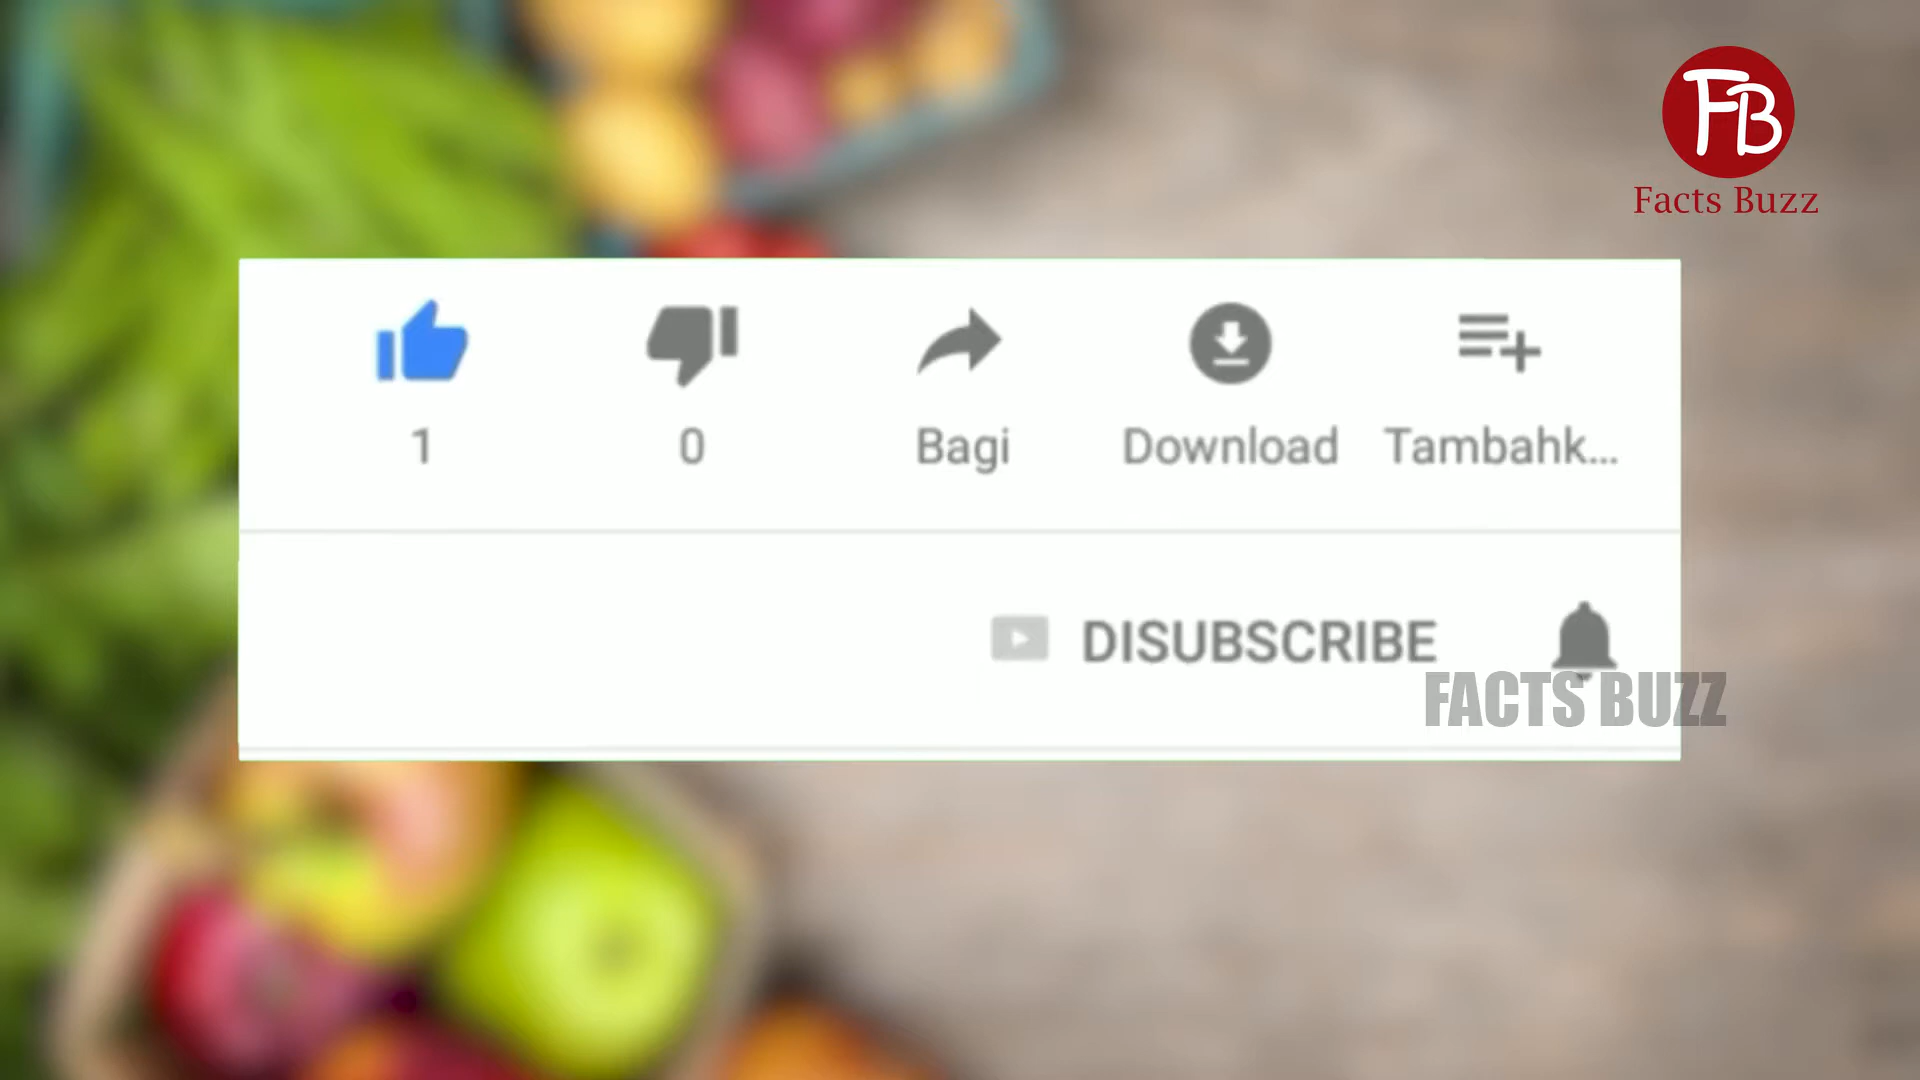 FB
Facts Buzz
1 0 Bagi Download Tambahk...
DISUBSCRIBE
FACTS BUZZ